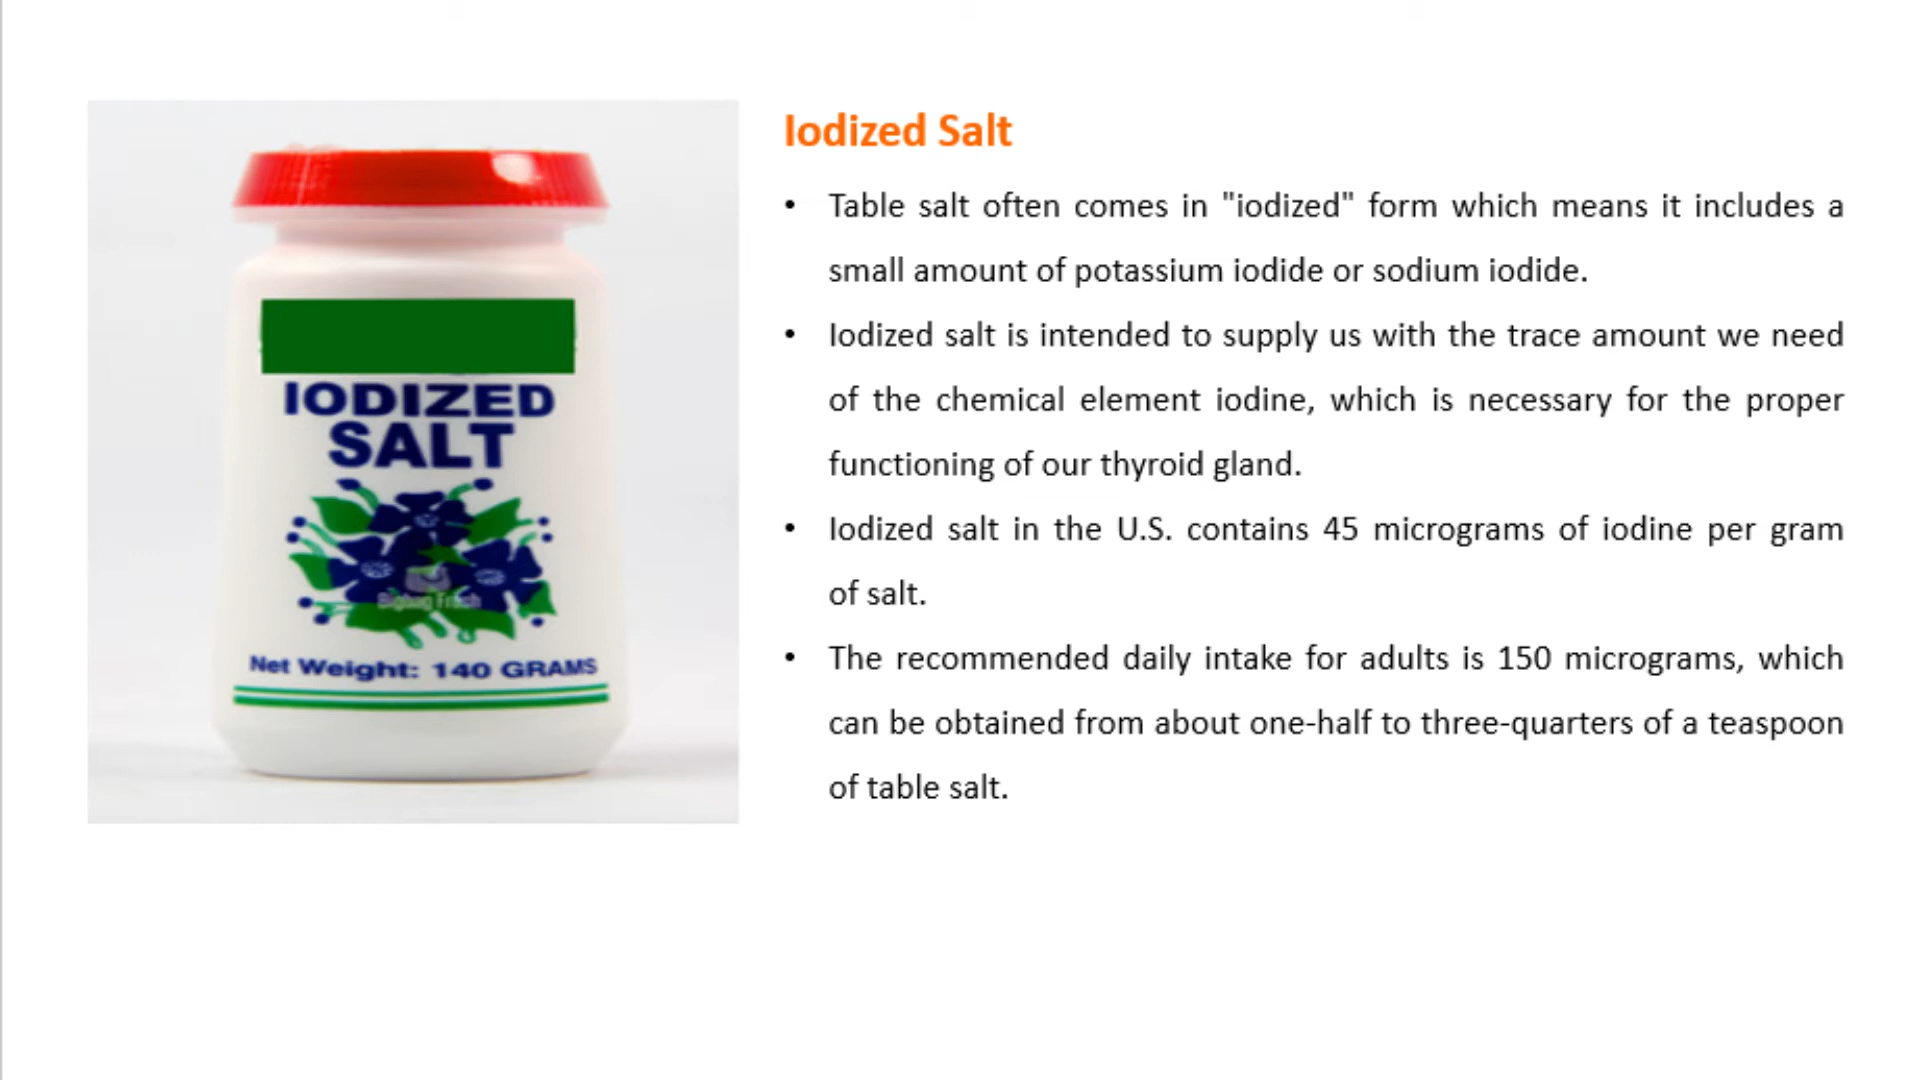 Iodized Salt
• Table salt often comes in "iodized" form which means it includes a
small amount of potassium iodide or sodium iodide.
• Iodized salt is intended to supply us with the trace amount we need
of the chemical element iodine, which is necessary for the proper
functioning of our thyroid gland.
• Iodized salt in the U.S. contains 45 micrograms of iodine per gram
of salt.
• The recommended daily intake for adults is 150 micrograms, which
can be obtained from about one-half to three-quarters of a teaspoon
of table salt.
IODIZED
SALT
Net Weight: 140 GRAMS